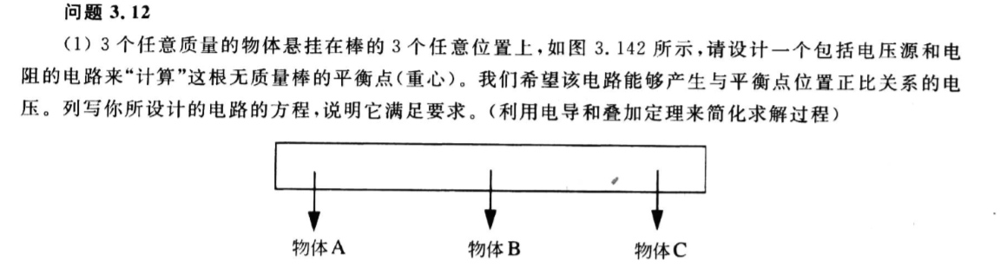 问题 3.12
(1) 3个任意质量的物体悬挂在棒的3个任意位置上,如图 3.142 所示,请设计一个包括电压源和电
阻的电路来“计算”这根无质量棒的平衡点(重心)。我们希望该电路能够产生与平衡点位置正比关系的电
压。列写你所设计的电路的方程,说明它满足要求。(利用电导和叠加定理来简化求解过程)
物体A 物体B 物体C